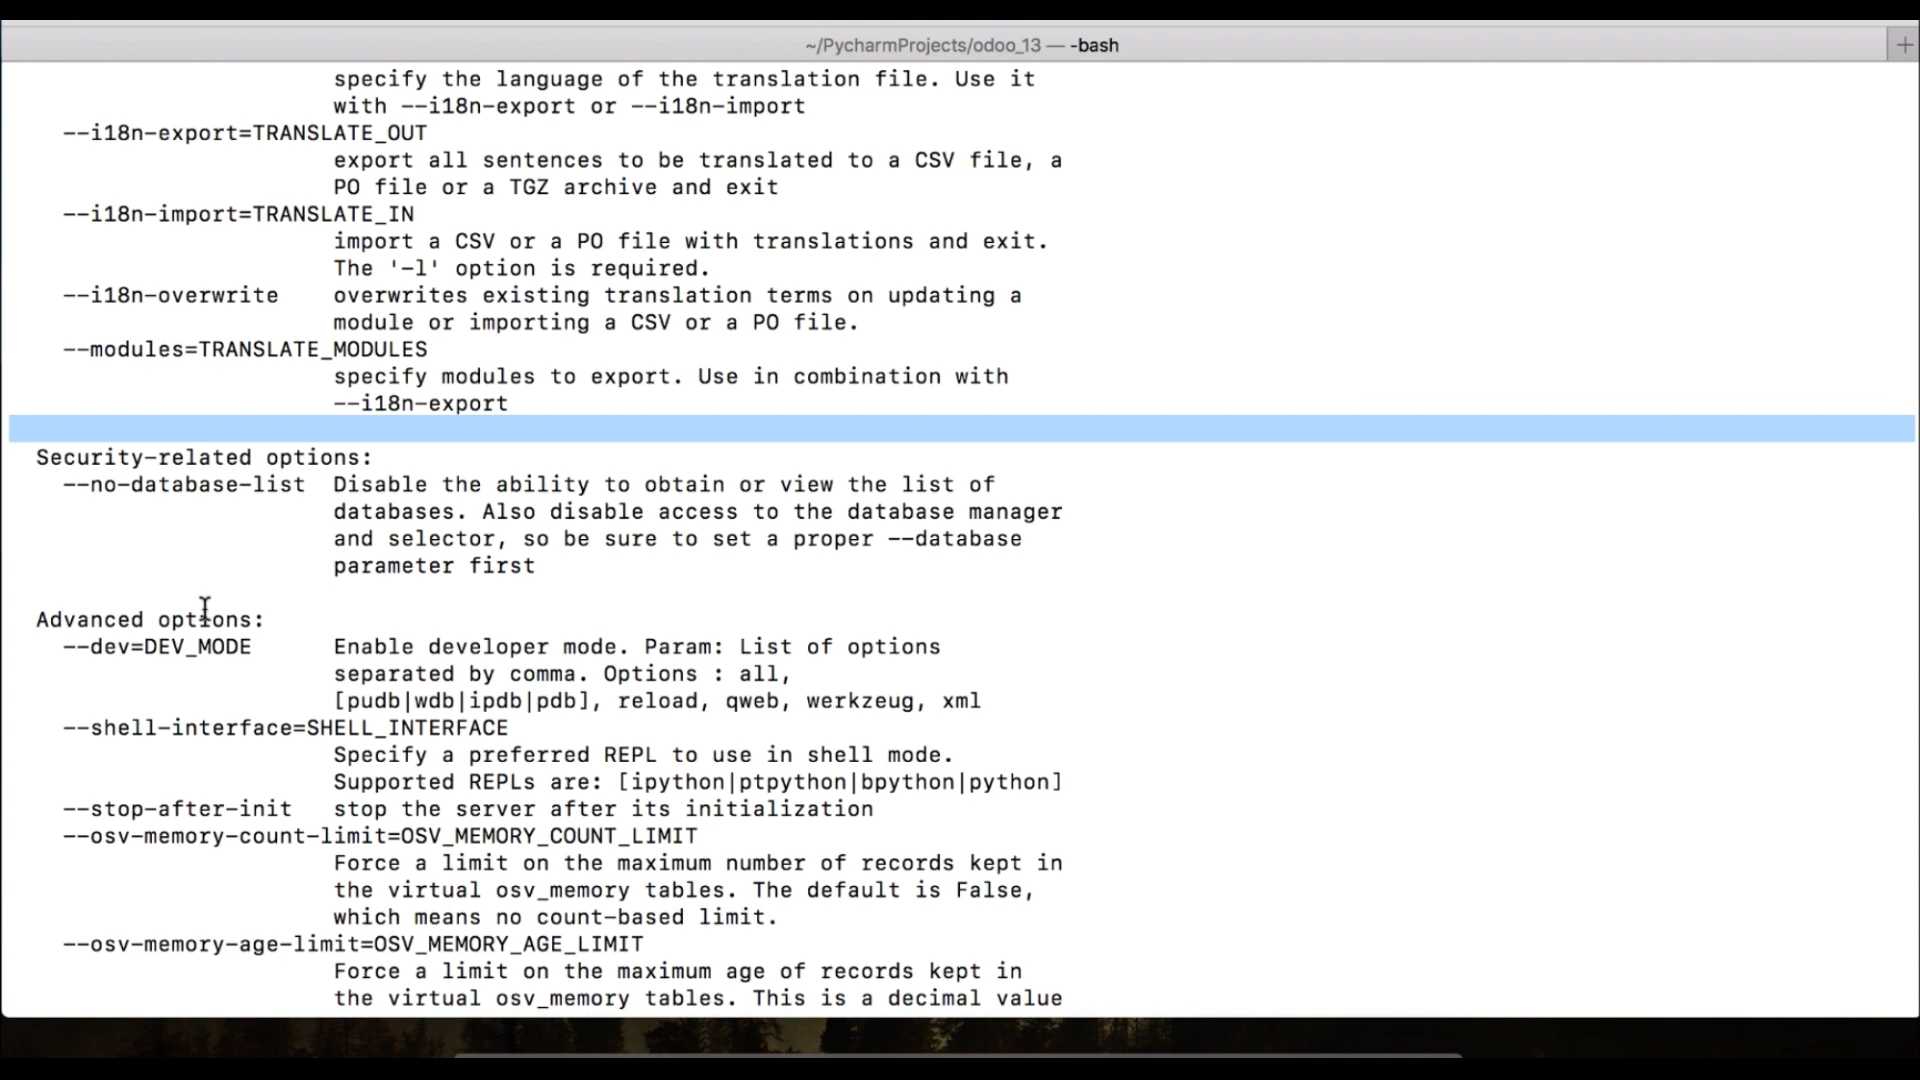 ~/PycharmProjects/odoo_13 — -bash
specify the language of the translation file. Use it
with --i18n-export or --i18n-import
--i18n-export=TRANSLATE_OUT
export all sentences to be translated to a CSV file, a
PO file or a TGZ archive and exit
--i18n-import=TRANSLATE_IN
import a CSV or a PO file with translations and exit.
The '-l' option is required.
--i18n-overwrite overwrites existing translation terms on updating a
module or importing a CSV or a PO file.
--modules=TRANSLATE_MODULES
specify modules to export. Use in combination with
--i18n-export
Security-related options:
--no-database-list Disable the ability to obtain or view the list of
databases. Also disable access to the database manager
and selector, so be sure to set a proper --database
parameter first
Advanced options:
--dev=DEV_MODE Enable developer mode. Param: List of options
separated by comma. Options : all,
[pudb|wdb|ipdb|pdb], reload, qweb, werkzeug, xml
--shell-interface=SHELL_INTERFACE
Specify a preferred REPL to use in shell mode.
Supported REPLs are: [ipython|ptpython|bpython|python]
--stop-after-init stop the server after its initialization
--osv-memory-count-limit=OSV_MEMORY_COUNT_LIMIT
Force a limit on the maximum number of records kept in
the virtual osv_memory tables. The default is False,
which means no count-based limit.
--osv-memory-age-limit=OSV_MEMORY_AGE_LIMIT
Force a limit on the maximum age of records kept in
the virtual osv_memory tables. This is a decimal value